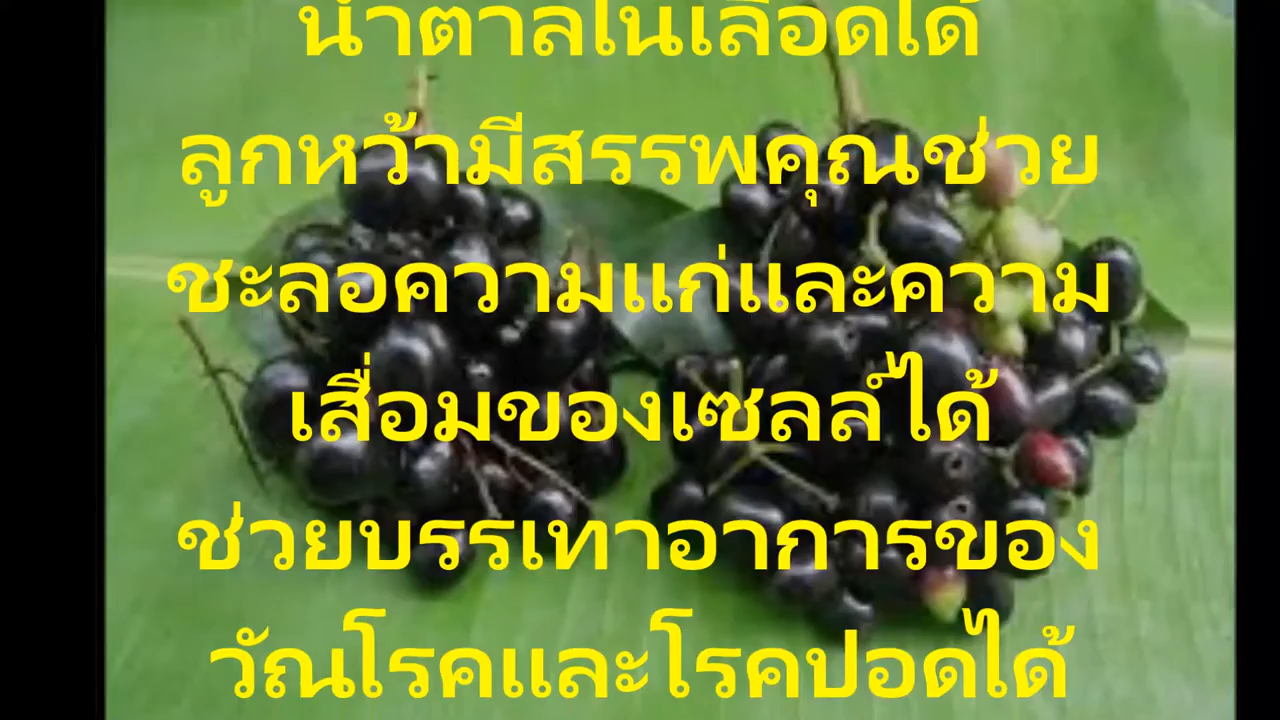 น้ำตาลในเลือดได้
ลูกหว้ามีสรรพคุณช่วย
ชะลอความแก่และความ
เสื่อมของเซลล์ได้
ช่วยบรรเทาอาการของ
วัณโรคและโรคปอดได้